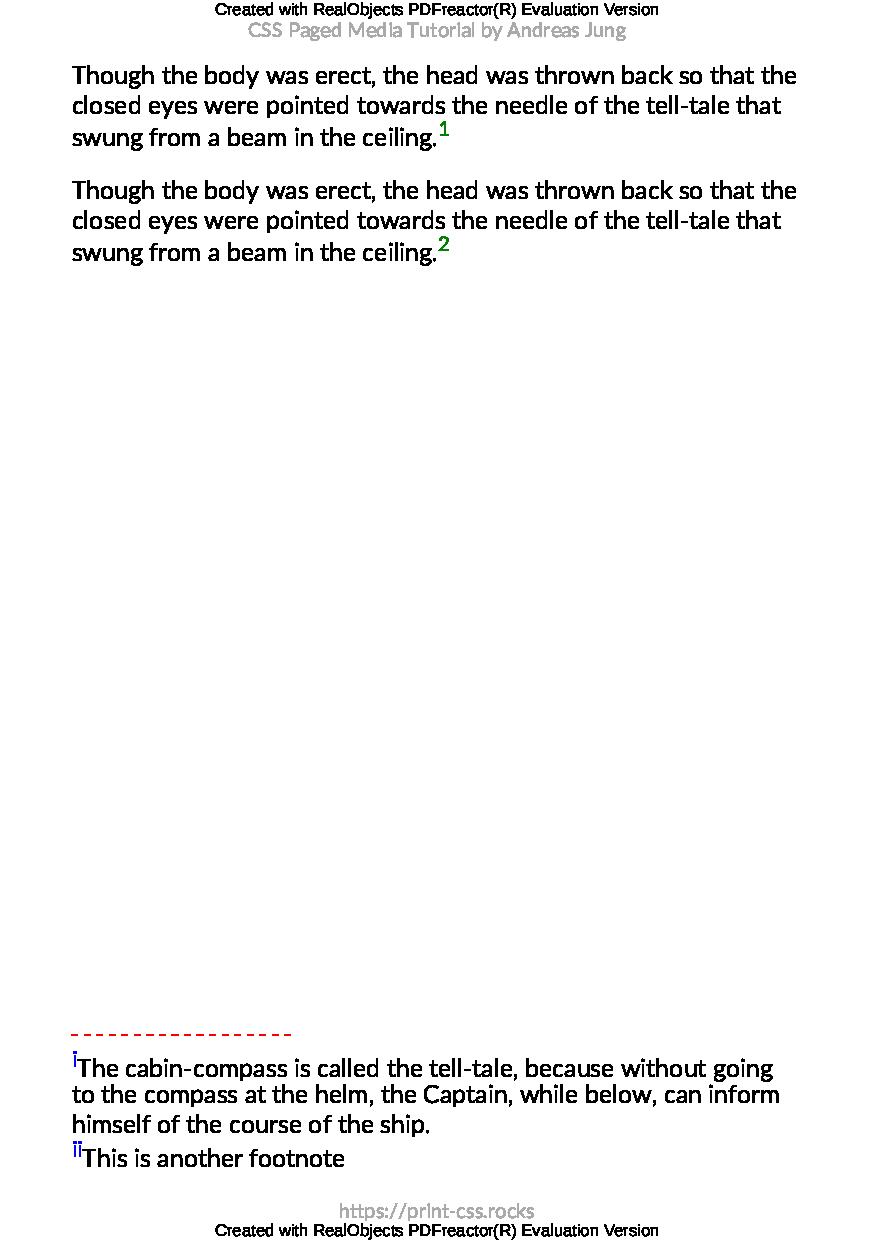 Created with RealObjects PDFreactor(R) Evaluation Version
CSS Paged Media Tutorial by Andreas Jung
Though the body was erect, the head was thrown back so that the
closed eyes were pointed towards the needle of the tell-tale that
swung from a beam in the ceiling.1
Though the body was erect, the head was thrown back so that the
closed eyes were pointed towards the needle of the tell-tale that
swung from a beam in the ceiling.2
iThe cabin-compass is called the tell-tale, because without going
to the compass at the helm, the Captain, while below, can inform
himself of the course of the ship.
iiThis is another footnote
https://print-css.rocks
Created with RealObjects PDFreactor(R) Evaluation Version